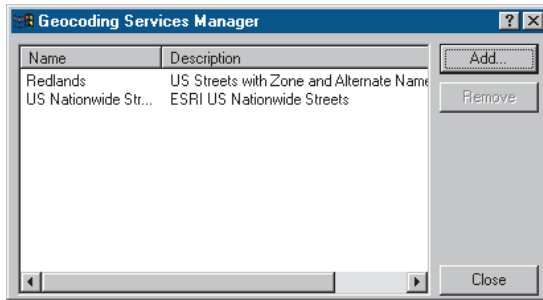 Geocoding Services Manager
Name Description
Redlands US Streets with Zone and Alternate Name
US Nationwide Str... ESRI US Nationwide Streets
Add...
Remove
Close